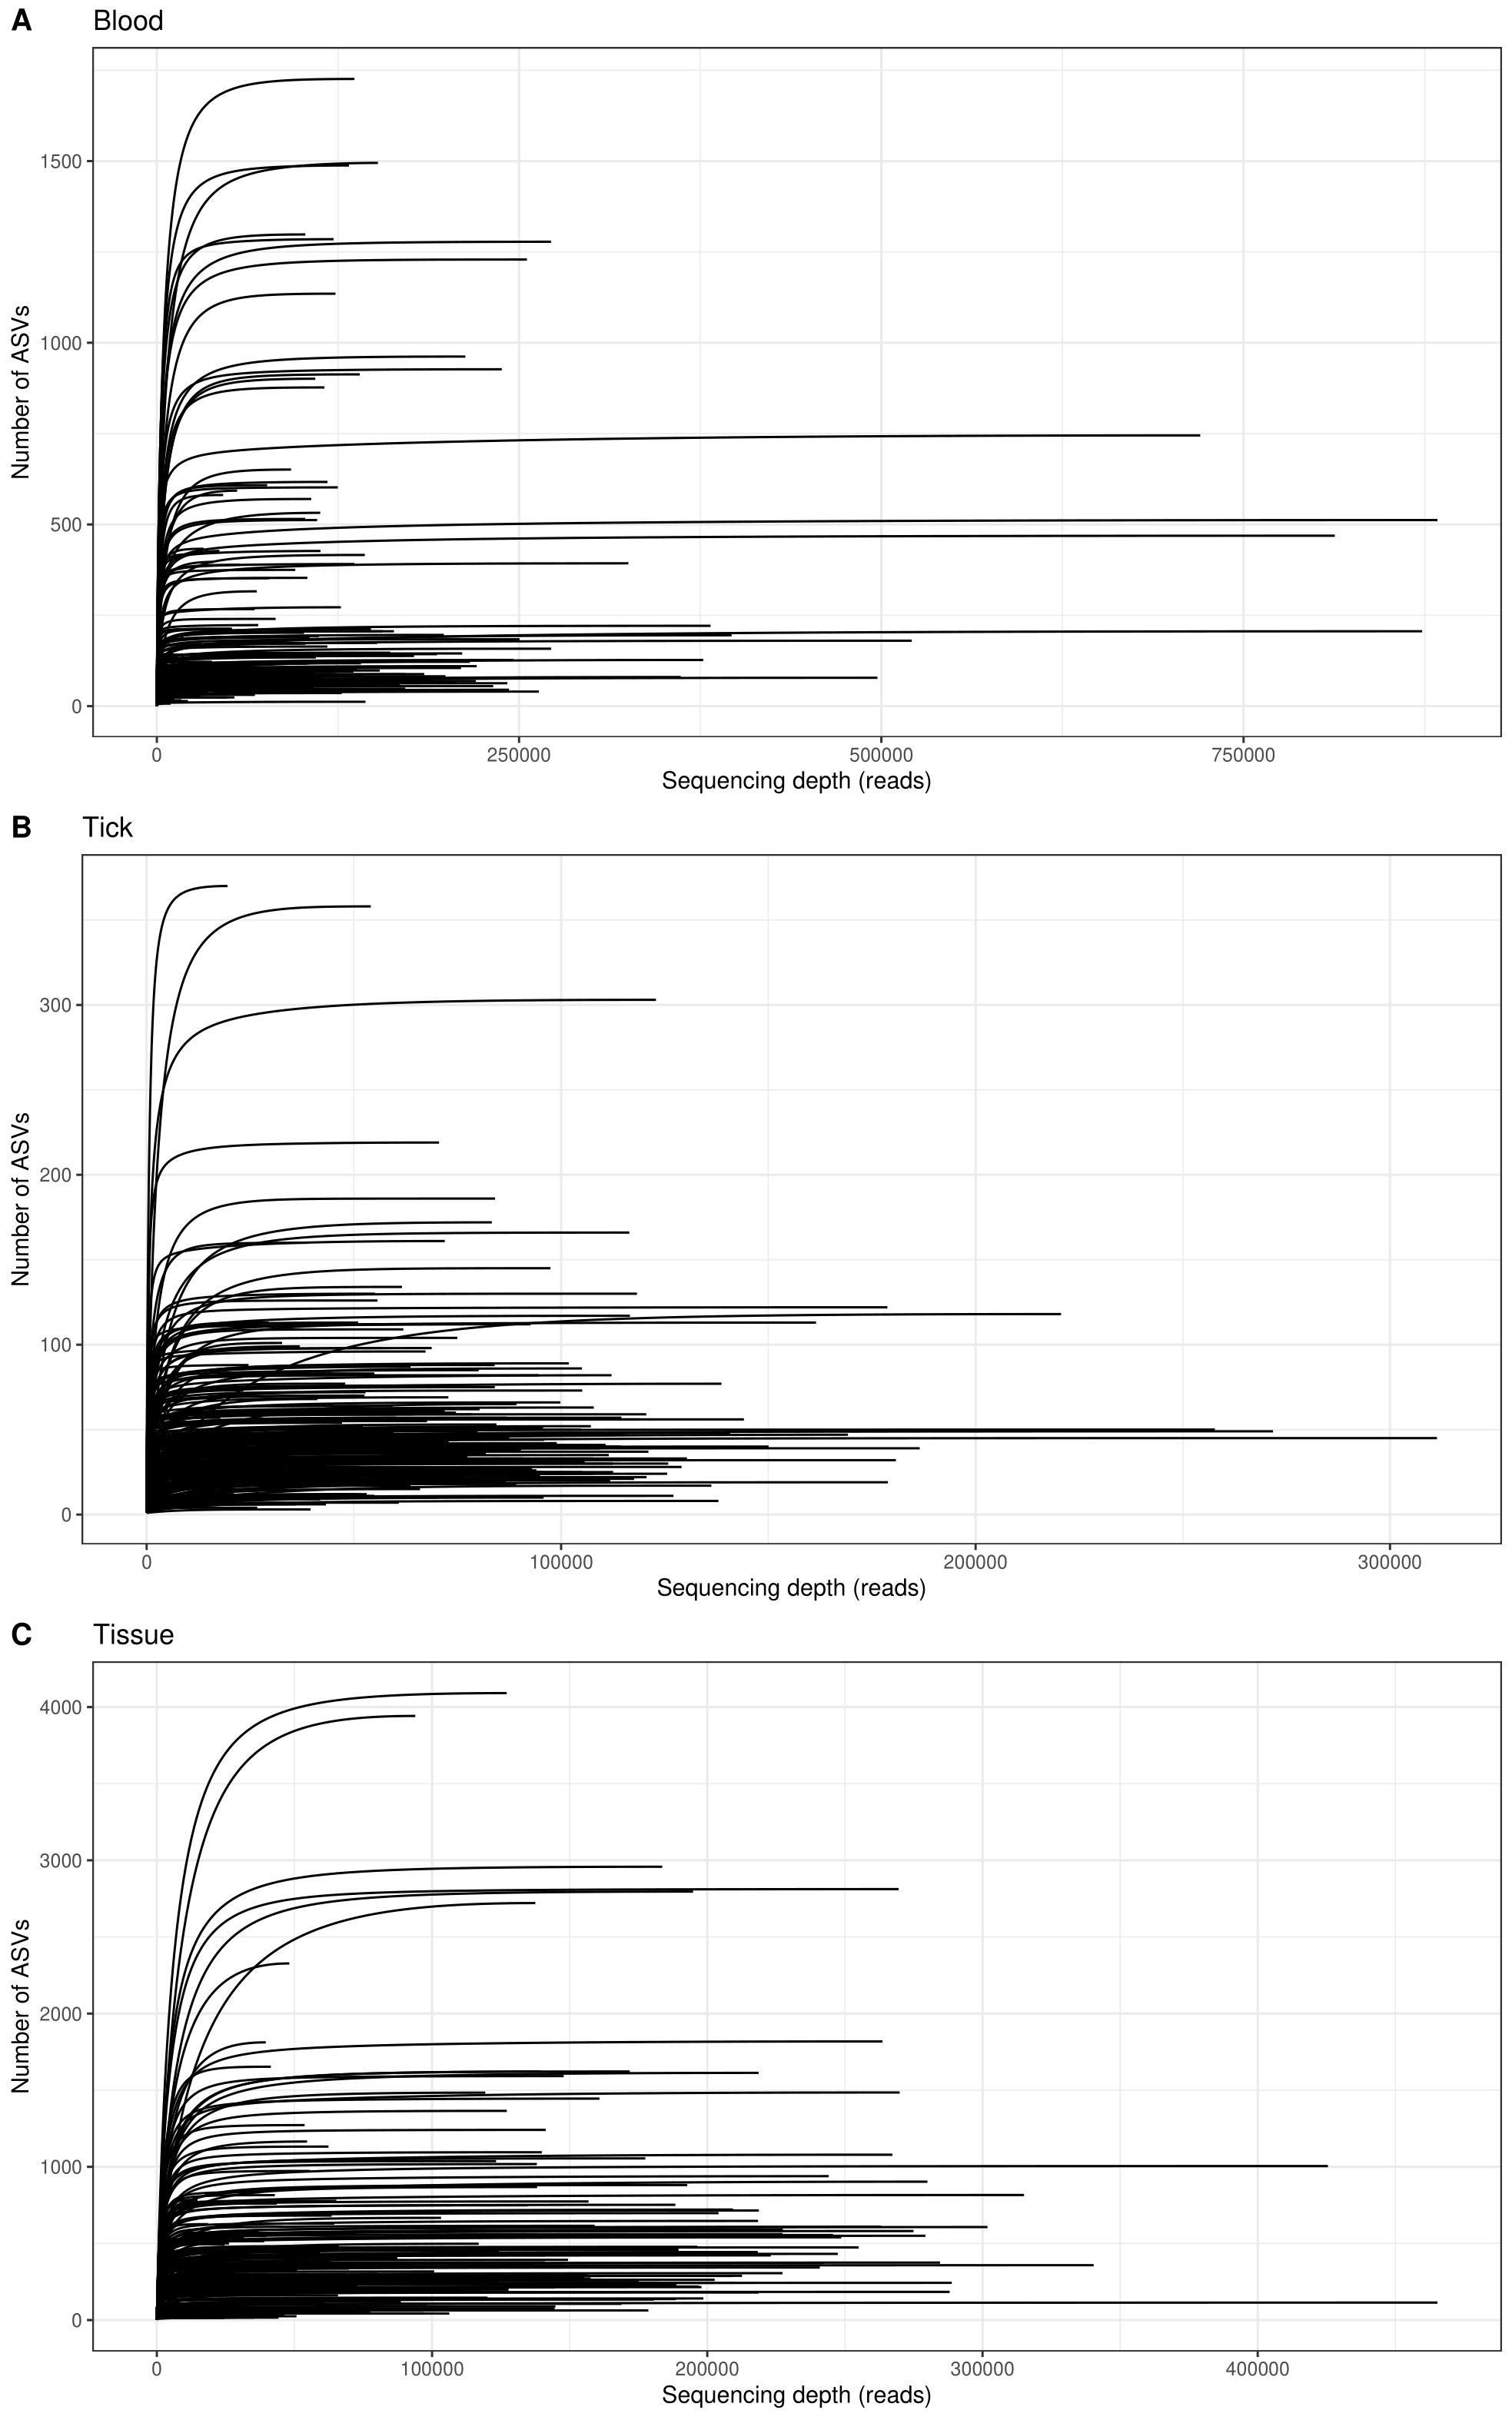 A Blood
Number of ASVs
1500
1000
500
0
0 250000 500000 750000
Sequencing depth (reads)
B Tick
Number of ASVs
300
200
100
0
0 100000 200000 300000
Sequencing depth (reads)
C Tissue
Number of ASVs
4000
3000
2000
1000
0
0 100000 200000 300000 400000
Sequencing depth (reads)